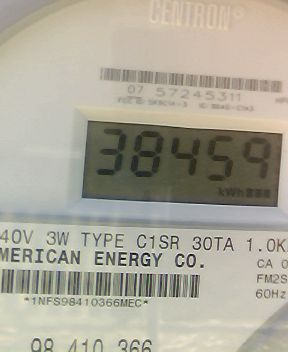 CENTRON®
07 57245311
38459
kWh
40V 3W TYPE C1SR 30TA 1.0K
MERICAN ENERGY CO.
CA 0
FM2S
60Hz
*1NFS98410366MEC*
98 410 366